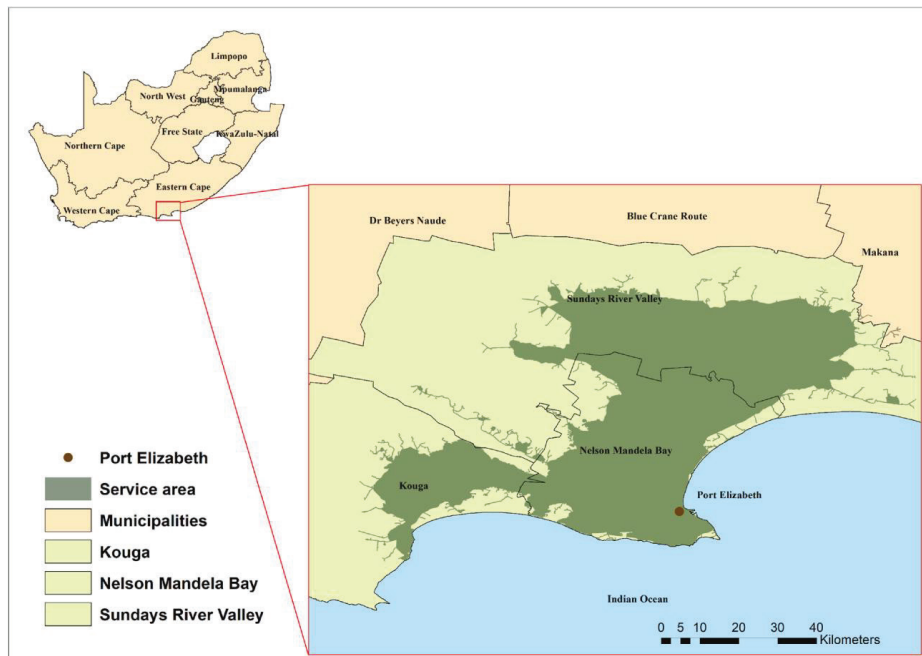 Limpopo
North West
Mpumalanga
Gauteng
Free State
KwaZulu-Natal
Northern Cape
Eastern Cape
Western Cape
Dr Beyers Naude
Blue Crane Route
Makana
Sundays River Valley
Nelson Mandela Bay
Kouga
Port Elizabeth
Indian Ocean
0 5 10 20 30 40
Kilometers
Port Elizabeth
Service area
Municipalities
Kouga
Nelson Mandela Bay
Sundays River Valley